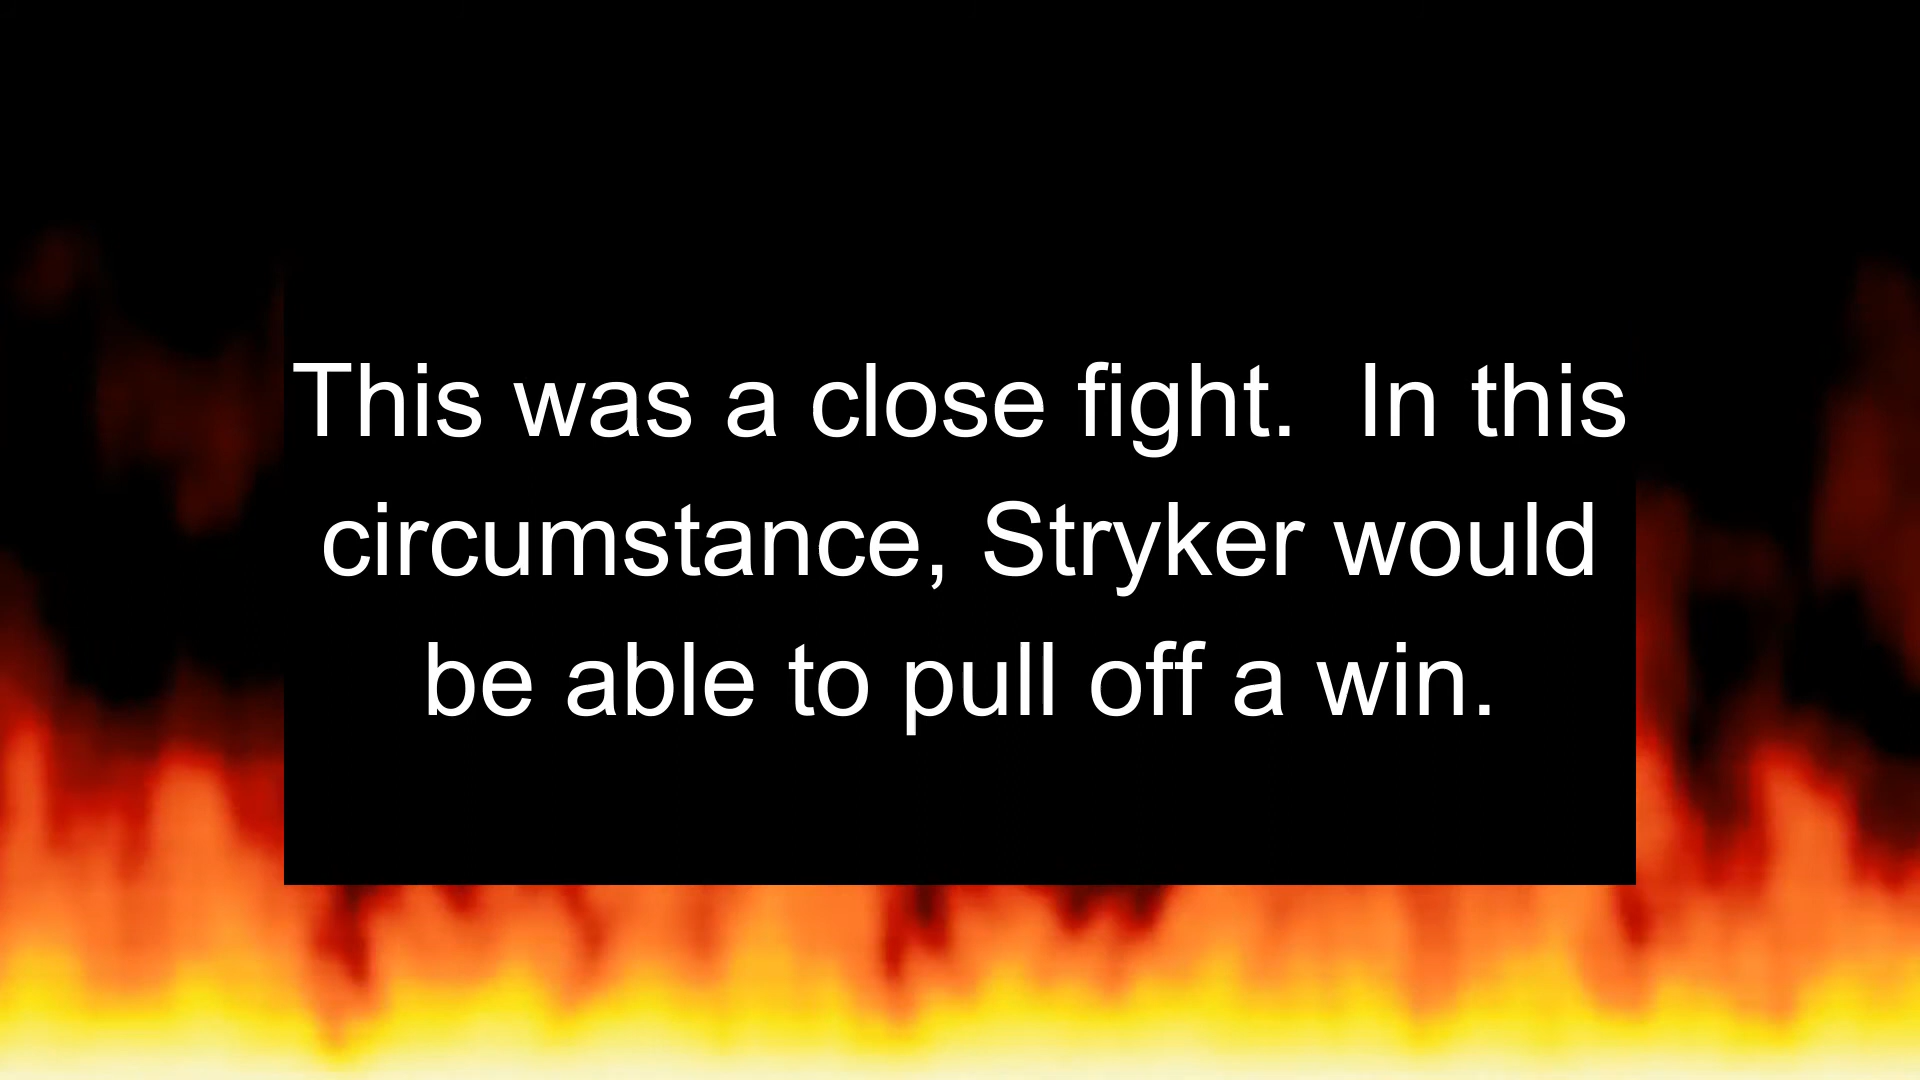 This was a close fight.  In this
circumstance, Stryker would
be able to pull off a win.